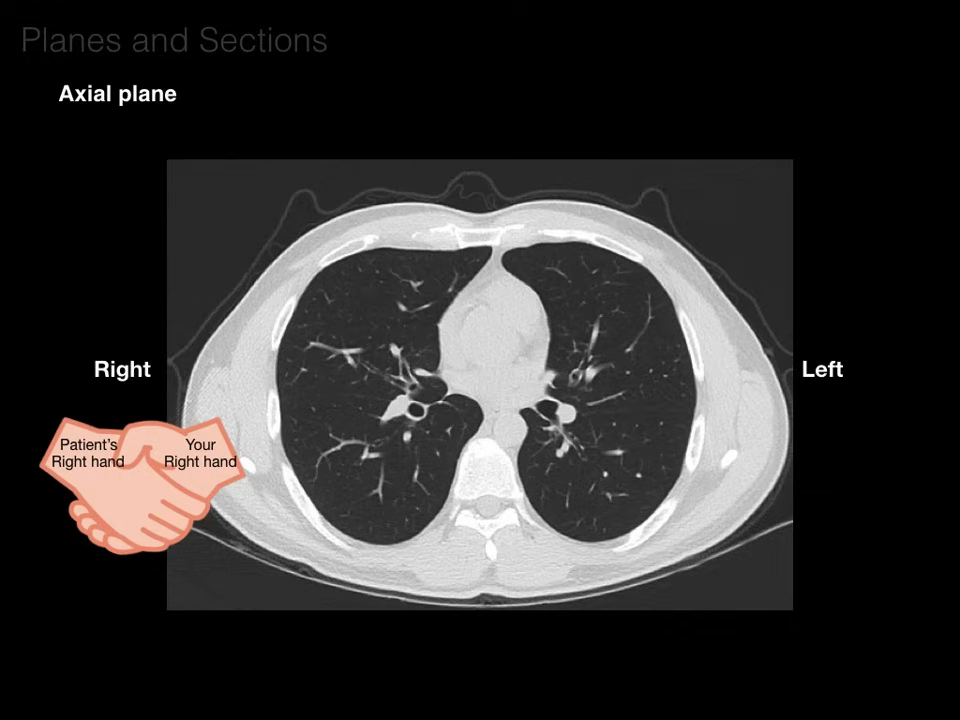 Planes and Sections
Axial plane
Right
Left
Patient's
Right hand
Your
Right hand